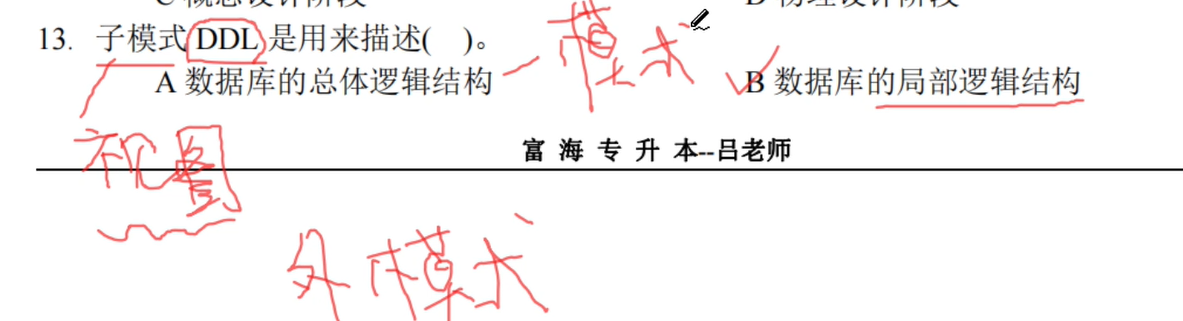 C 概念设计阶段 D 物理设计阶段
13. 子模式 DDL 是用来描述( )。
模式
A 数据库的总体逻辑结构 B 数据库的局部逻辑结构
视图
富 海 专 升 本--吕老师
外模式